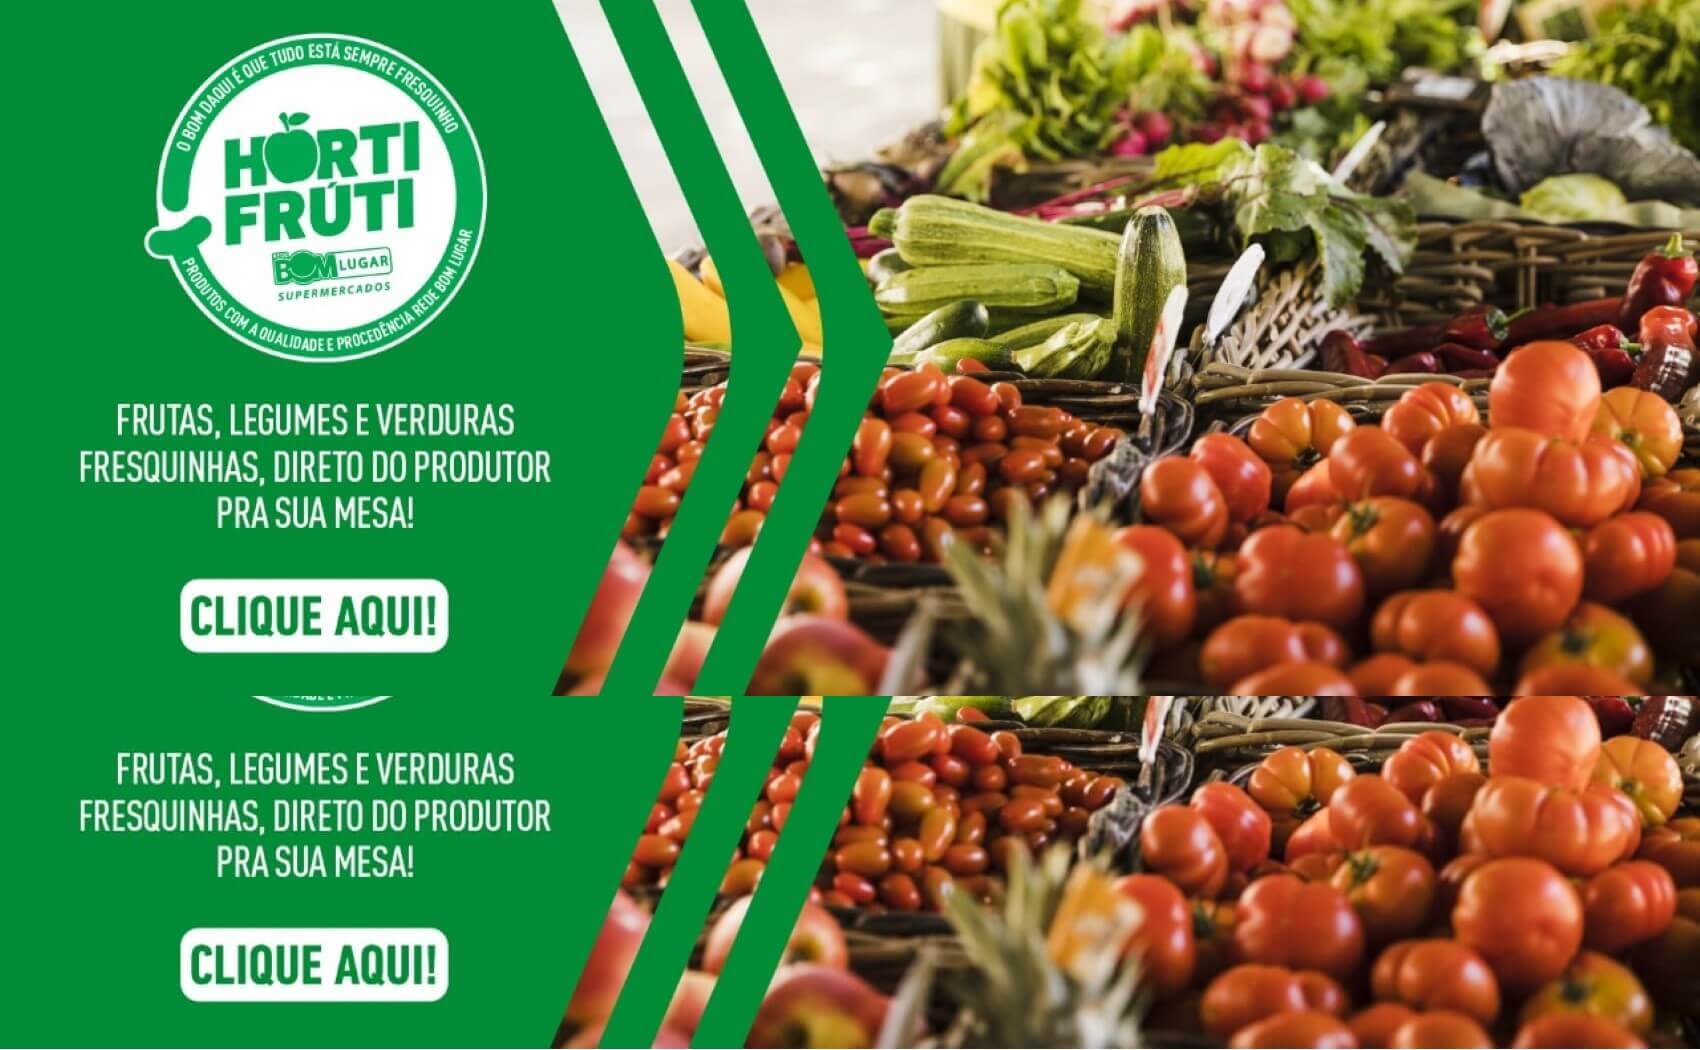 O BOM DAQUI É QUE TUDO ESTÁ SEMPRE FRESQUINHO
HORTI
FRÚTI
REDE
BOM LUGAR
SUPERMERCADOS
PRODUTOS COM A QUALIDADE E PROCEDÊNCIA REDE BOM LUGAR
FRUTAS, LEGUMES E VERDURAS
FRESQUINHAS, DIRETO DO PRODUTOR
PRA SUA MESA!
CLIQUE AQUI!
FRUTAS, LEGUMES E VERDURAS
FRESQUINHAS, DIRETO DO PRODUTOR
PRA SUA MESA!
CLIQUE AQUI!